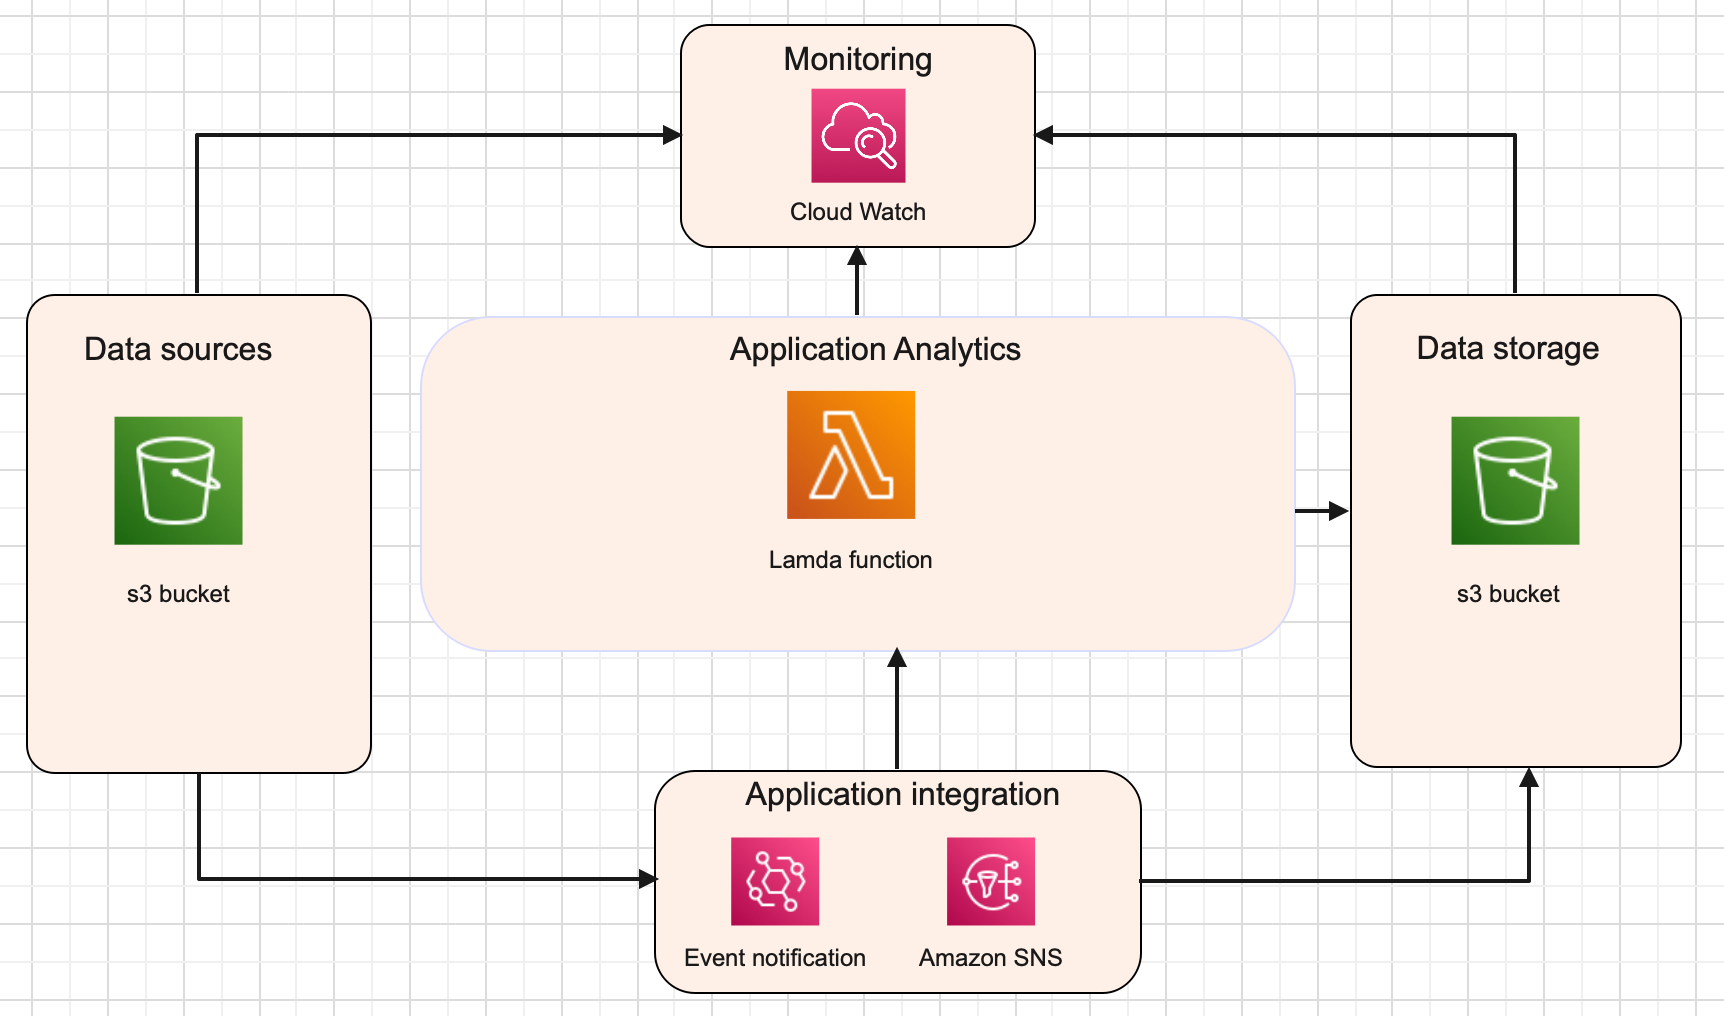 Monitoring
Cloud Watch
Data sources
s3 bucket
Application Analytics
Lamda function
Data storage
s3 bucket
Application integration
Event notification
Amazon SNS